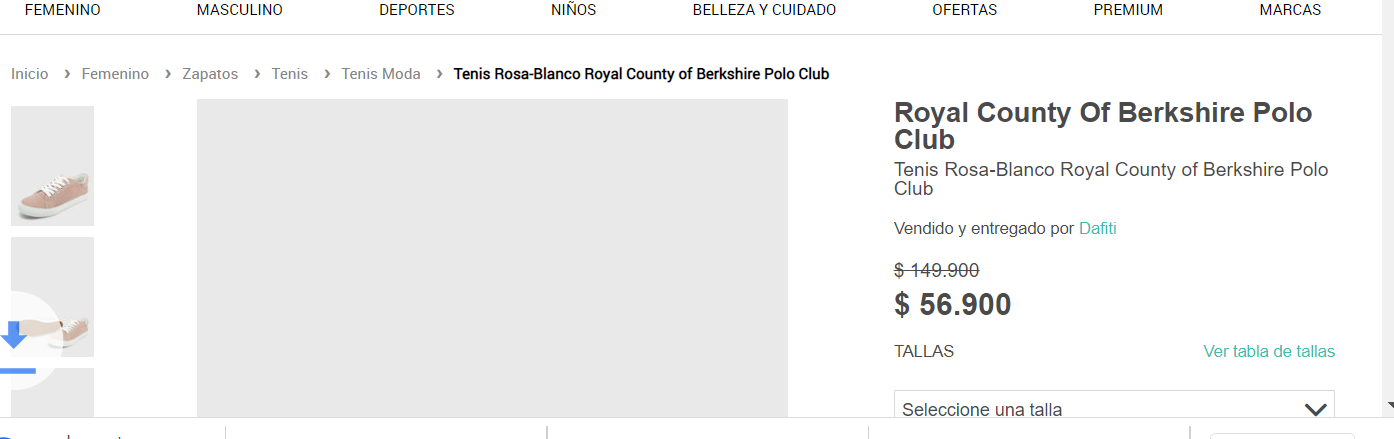 FEMENINO MASCULINO DEPORTES NIÑOS BELLEZA Y CUIDADO OFERTAS PREMIUM MARCAS
Inicio › Femenino › Zapatos › Tenis › Tenis Moda › Tenis Rosa-Blanco Royal County of Berkshire Polo Club
Royal County Of Berkshire Polo
Club
Tenis Rosa-Blanco Royal County of Berkshire Polo
Club
Vendido y entregado por Dafiti
$ 149.900
$ 56.900
TALLAS Ver tabla de tallas
Seleccione una talla